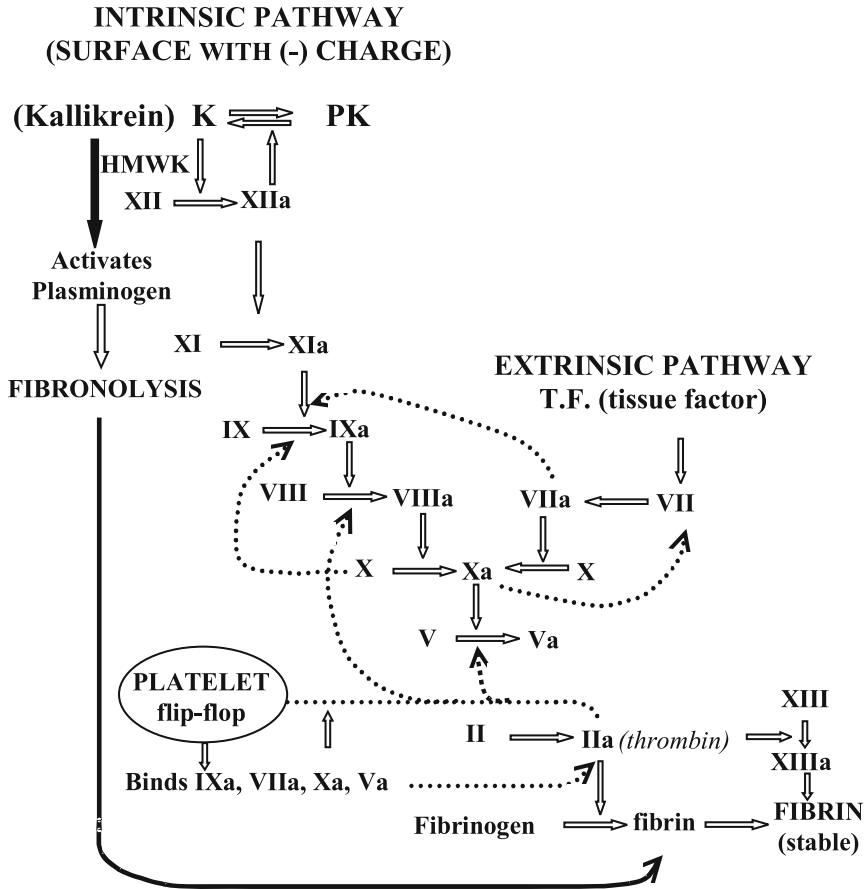 INTRINSIC PATHWAY
(SURFACE WITH (-) CHARGE)
(Kallikrein) K PK
HMWK
XII XIIa
Activates
Plasminogen
XI XIa
FIBRONOLYSIS
EXTRINSIC PATHWAY
T.F. (tissue factor)
IX IXa
VIII VIIIa VIIa VII
X Xa X
V Va
PLATELET
flip-flop
XIII
II IIa (thrombin)
XIIIa
Binds IXa, VIIa, Xa, Va
Fibrinogen fibrin FIBRIN
(stable)